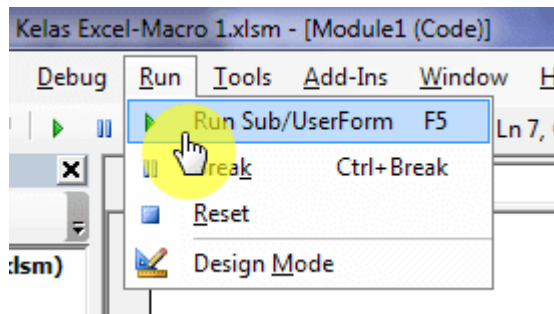 Kelas Excel-Macro 1.xlsm - [Module1 (Code)]
Debug Run Tools Add-Ins Window H
Run Sub/UserForm F5
Ln 7,
Break Ctrl+Break
Reset
Design Mode